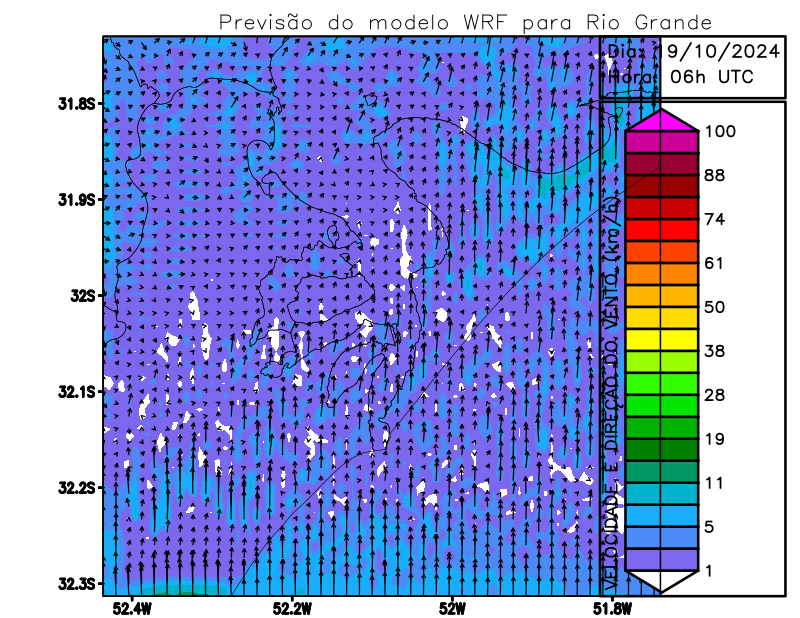 Previsão do modelo WRF para Rio Grande
Dia: 19/10/2024
Hora: 06h UTC
31.8S
31.9S
32S
32.1S
32.2S
32.3S
52.4W
52.2W
52W
51.8W
VELOCIDADE E DIREÇÃO DO VENTO (km/h)
100
88
74
61
50
38
28
19
11
5
1